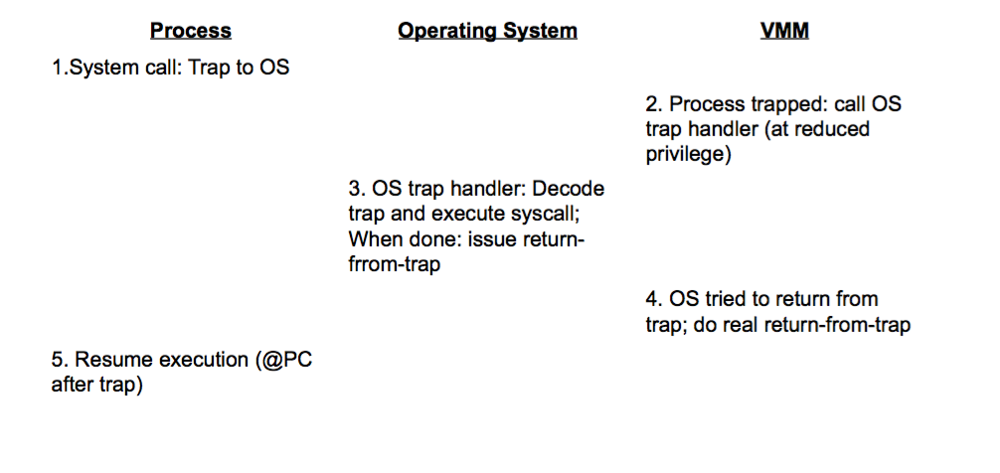 Process
Operating System
VMM
1.System call: Trap to OS
2. Process trapped: call OS
trap handler (at reduced
privilege)
3. OS trap handler: Decode
trap and execute syscall;
When done: issue return-
frrom-trap
4. OS tried to return from
trap; do real return-from-trap
5. Resume execution (@PC
after trap)